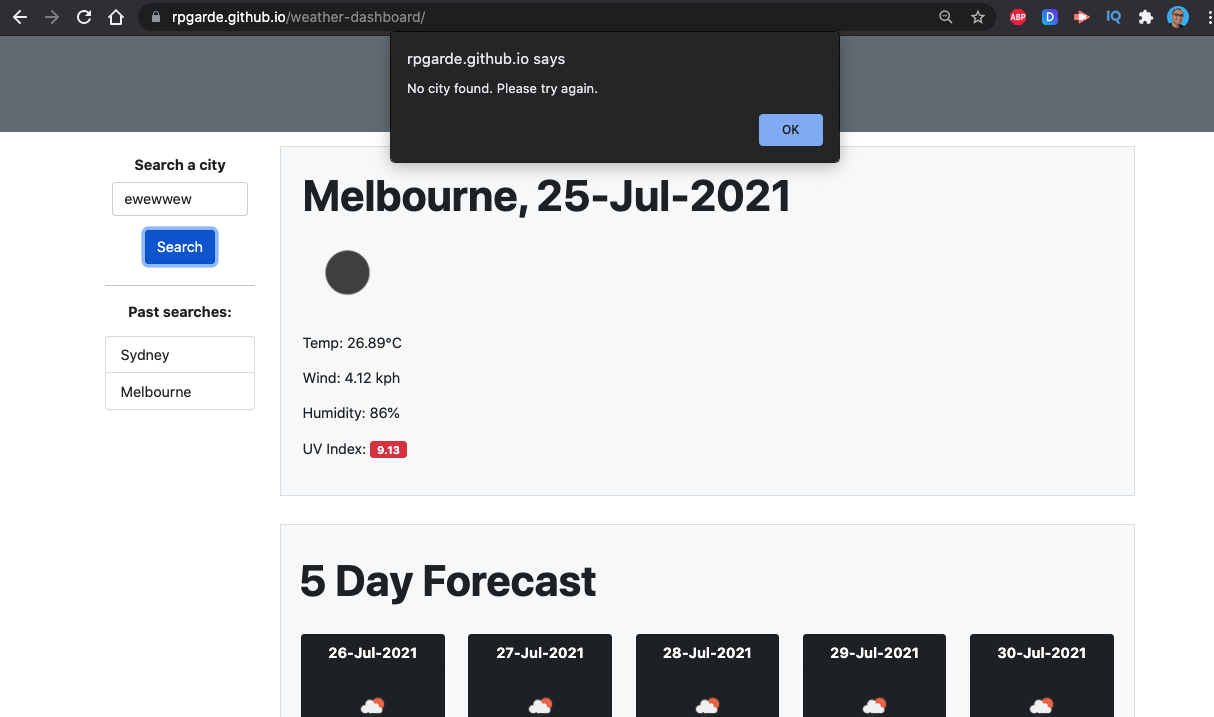 rpgarde.github.io/weather-dashboard/
ABP
D
IQ
rpgarde.github.io says
No city found. Please try again.
OK
Search a city
ewewwew
Search
Past searches:
Sydney
Melbourne
Melbourne, 25-Jul-2021
Temp: 26.89°C
Wind: 4.12 kph
Humidity: 86%
UV Index: 9.13
5 Day Forecast
26-Jul-2021
27-Jul-2021
28-Jul-2021
29-Jul-2021
30-Jul-2021